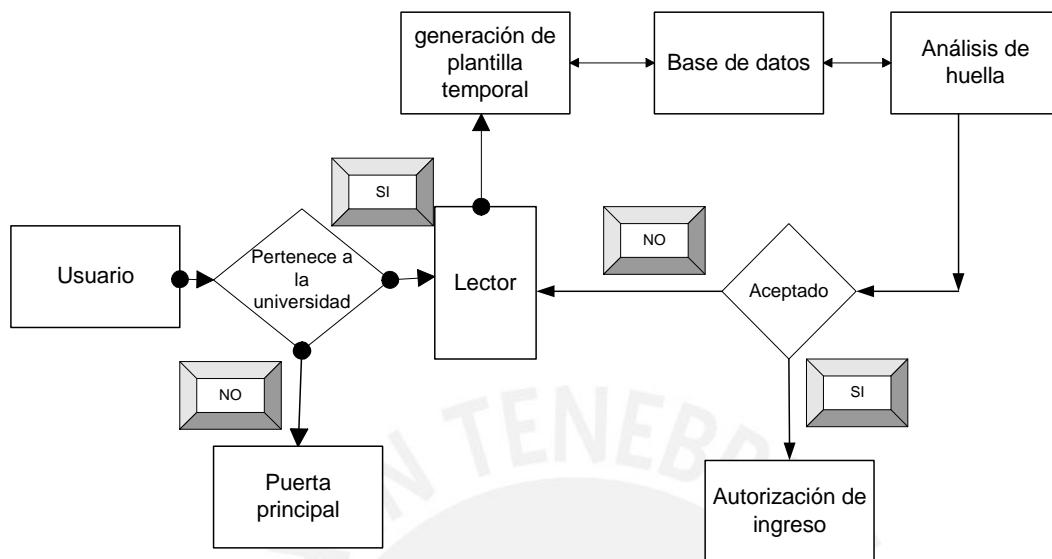 generación de
plantilla
temporal
Base de datos
Análisis de
huella
SI
NO
Usuario
Pertenece a
la
universidad
Lector
Aceptado
NO
SI
Puerta
principal
Autorización de
ingreso
N TENEB